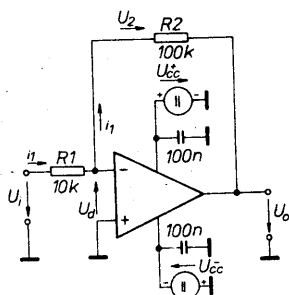 U₂ R2
100k
U⁺cc
+ -
i₁
i1 R1
100n
10k
-
+
Ui
Ud
Uo
100n
U⁻cc
- +